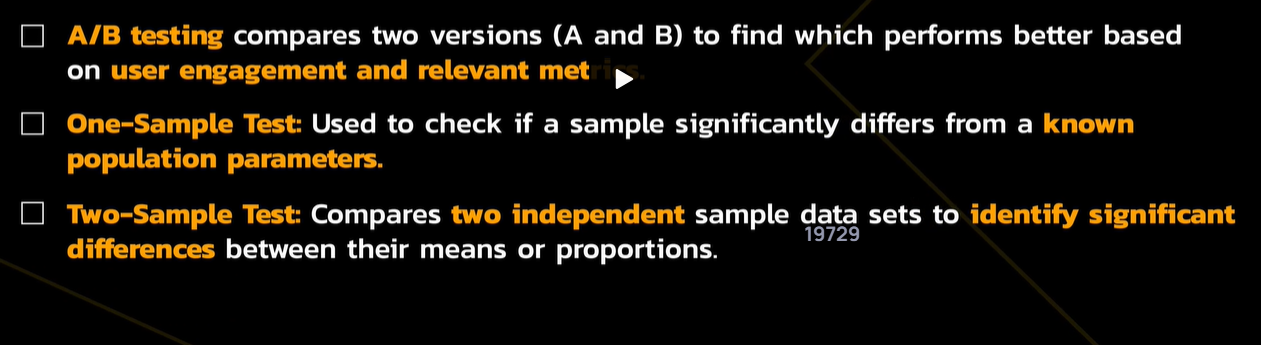 A/B testing compares two versions (A and B) to find which performs better based
on user engagement and relevant met
One-Sample Test: Used to check if a sample significantly differs from a known
population parameters.
Two-Sample Test: Compares two independent sample data sets to identify significant
19729
differences between their means or proportions.